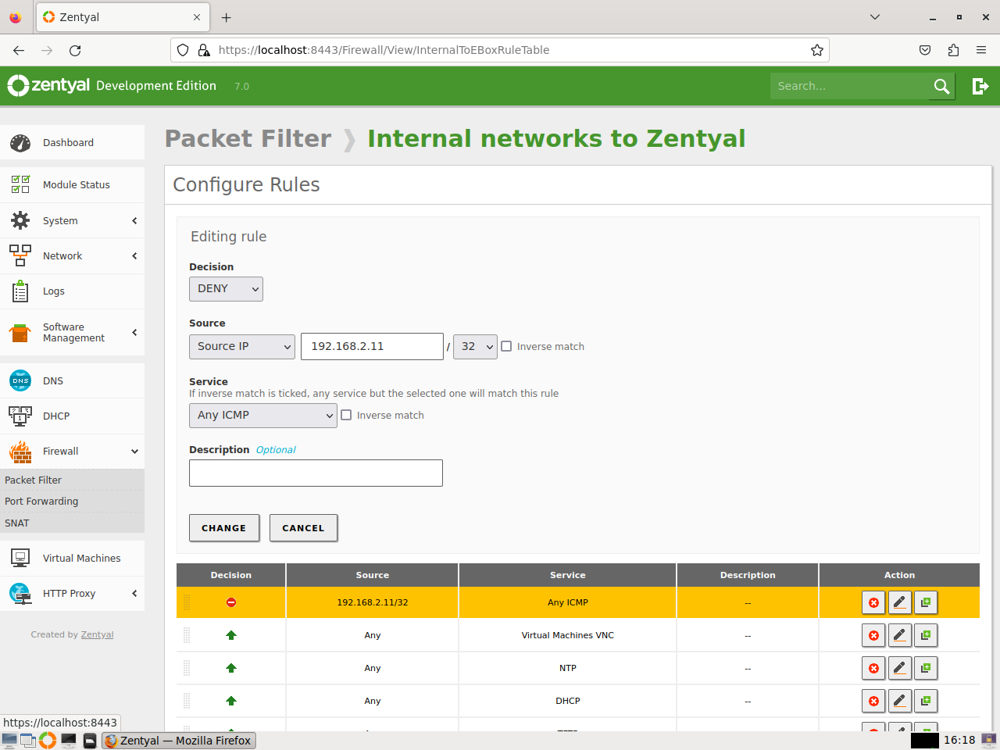 Zentyal
https://localhost:8443/Firewall/View/InternalToEBoxRuleTable
zentyal Development Edition 7.0
Search...
Dashboard
Module Status
System
Network
Logs
Software Management
DNS
DHCP
Firewall
Packet Filter
Port Forwarding
SNAT
Virtual Machines
HTTP Proxy
Created by Zentyal
Packet Filter ❯ Internal networks to Zentyal
Configure Rules
Editing rule
Decision
DENY
Source
Source IP 192.168.2.11 / 32 Inverse match
Service
If inverse match is ticked, any service but the selected one will match this rule
Any ICMP Inverse match
Description Optional
CHANGE CANCEL
Decision Source Service Description Action
192.168.2.11/32 Any ICMP --
Any Virtual Machines VNC --
Any NTP --
Any DHCP --
https://localhost:8443
Zentyal — Mozilla Firefox
16:18